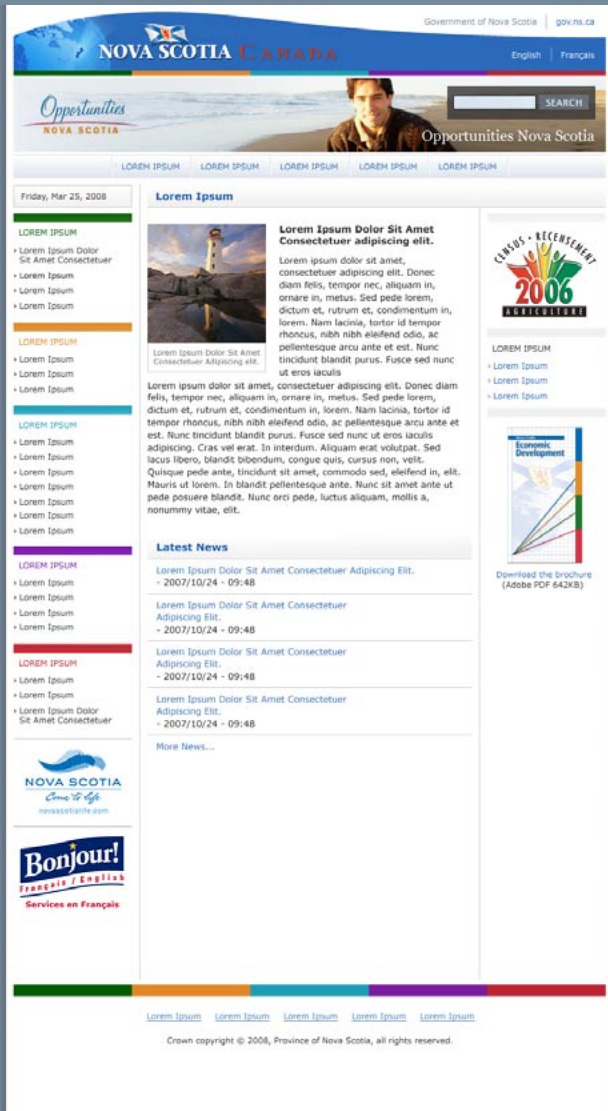 Government of Nova Scotia gov.ns.ca
NOVA SCOTIA CANADA
English Français
Opportunities
NOVA SCOTIA
SEARCH
Opportunities Nova Scotia
LOREM IPSUM LOREM IPSUM LOREM IPSUM LOREM IPSUM LOREM IPSUM
Friday, Mar 25, 2008
LOREM IPSUM
Lorem Ipsum Dolor
Sit Amet Consectetuer
Lorem Ipsum
Lorem Ipsum
Lorem Ipsum
LOREM IPSUM
Lorem Ipsum
Lorem Ipsum
Lorem Ipsum
LOREM IPSUM
Lorem Ipsum
Lorem Ipsum
Lorem Ipsum
Lorem Ipsum
Lorem Ipsum
Lorem Ipsum
Lorem Ipsum
LOREM IPSUM
Lorem Ipsum
Lorem Ipsum
Lorem Ipsum
Lorem Ipsum
LOREM IPSUM
Lorem Ipsum
Lorem Ipsum
Lorem Ipsum Dolor
Sit Amet Consectetuer
NOVA SCOTIA
Come to life
novascotialife.com
Bonjour!
Français / English
Services en Français
Lorem Ipsum
Lorem Ipsum Dolor Sit Amet
Consectetuer Adipiscing elit.
Lorem Ipsum Dolor Sit Amet
Consectetuer adipiscing elit.
Lorem ipsum dolor sit amet,
consectetuer adipiscing elit. Donec
diam felis, tempor nec, aliquam in,
ornare in, metus. Sed pede lorem,
dictum et, rutrum et, condimentum in,
lorem. Nam lacinia, tortor id tempor
rhoncus, nibh nibh eleifend odio, ac
pellentesque arcu ante et est. Nunc
tincidunt blandit purus. Fusce sed nunc
ut eros iaculis
Lorem ipsum dolor sit amet, consectetuer adipiscing elit. Donec diam
felis, tempor nec, aliquam in, ornare in, metus. Sed pede lorem,
dictum et, rutrum et, condimentum in, lorem. Nam lacinia, tortor id
tempor rhoncus, nibh nibh eleifend odio, ac pellentesque arcu ante et
est. Nunc tincidunt blandit purus. Fusce sed nunc ut eros iaculis
adipiscing. Cras vel erat. In interdum. Aliquam erat volutpat. Sed
lacus libero, blandit bibendum, congue quis, cursus non, velit.
Quisque pede ante, tincidunt sit amet, commodo sed, eleifend in, elit.
Mauris ut lorem. In blandit pellentesque ante. Nunc sit amet ante ut
pede posuere blandit. Nunc orci pede, luctus aliquam, mollis a,
nonummy vitae, elit.
Latest News
Lorem Ipsum Dolor Sit Amet Consectetuer Adipiscing Elit.
- 2007/10/24 - 09:48
Lorem Ipsum Dolor Sit Amet Consectetuer
Adipiscing Elit.
- 2007/10/24 - 09:48
Lorem Ipsum Dolor Sit Amet Consectetuer
Adipiscing Elit.
- 2007/10/24 - 09:48
Lorem Ipsum Dolor Sit Amet Consectetuer
Adipiscing Elit.
- 2007/10/24 - 09:48
More News...
CENSUS • RECENSEMENT
2006
AGRICULTURE
LOREM IPSUM
Lorem Ipsum
Lorem Ipsum
Lorem Ipsum
Economic
Development
Download the brochure
(Adobe PDF 642KB)
Lorem Ipsum Lorem Ipsum Lorem Ipsum Lorem Ipsum Lorem Ipsum
Crown copyright © 2008, Province of Nova Scotia, all rights reserved.